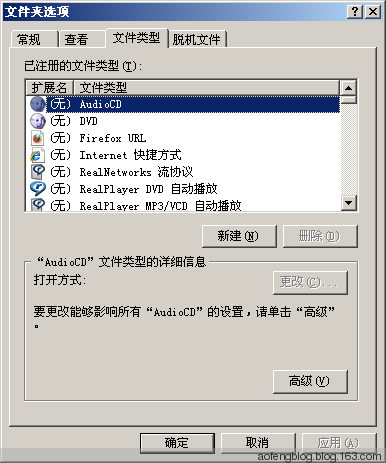 文件夹选项
常规 查看 文件类型 脱机文件
已注册的文件类型(T):
扩展名 文件类型
(无) AudioCD
(无) DVD
(无) Firefox URL
(无) Internet 快捷方式
(无) RealNetworks 流协议
(无) RealPlayer DVD 自动播放
(无) RealPlayer MP3/VCD 自动播放
新建(N) 删除(D)
“AudioCD”文件类型的详细信息
打开方式: 更改(C)...
要更改能够影响所有“AudioCD”的设置,请单击“高级”
。
高级(V)
确定 取消 应用(A)
aofengblog.blog.163.com